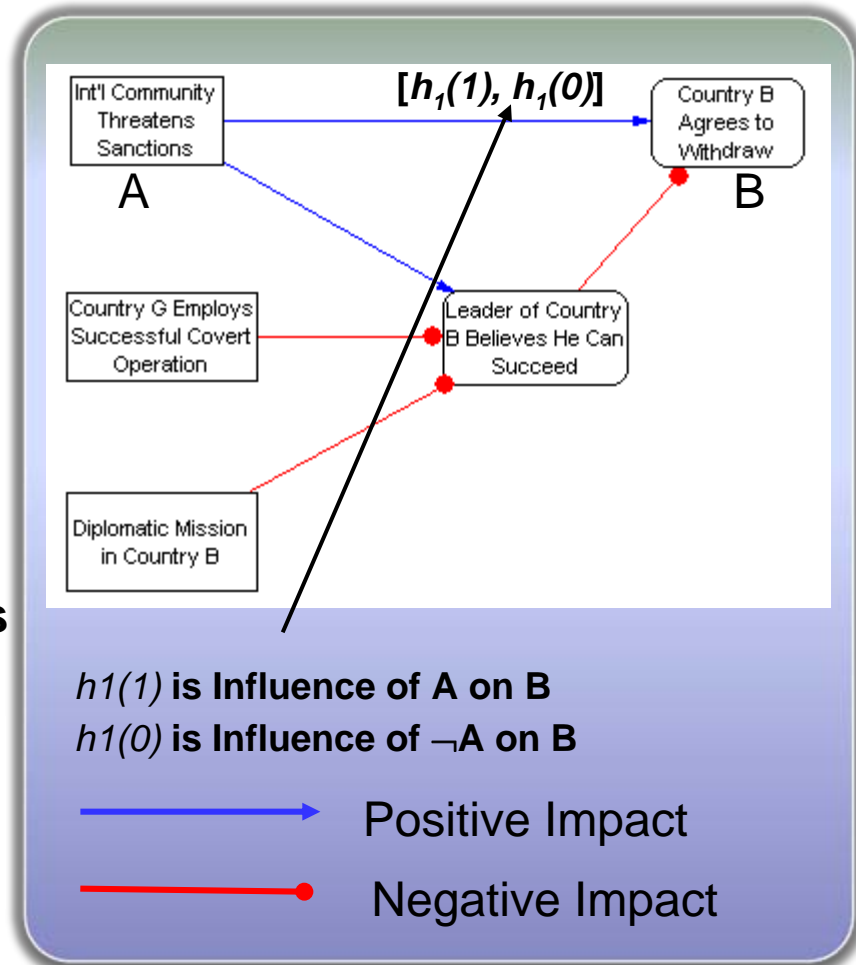 [h₁(1), h₁(0)]
Int'l Community
Threatens
Sanctions
A
Country B
Agrees to
Withdraw
B
Country G Employs
Successful Covert
Operation
Leader of Country
B Believes He Can
Succeed
Diplomatic Mission
in Country B
s
h1(1) is Influence of A on B
h1(0) is Influence of ¬A on B
Positive Impact
Negative Impact